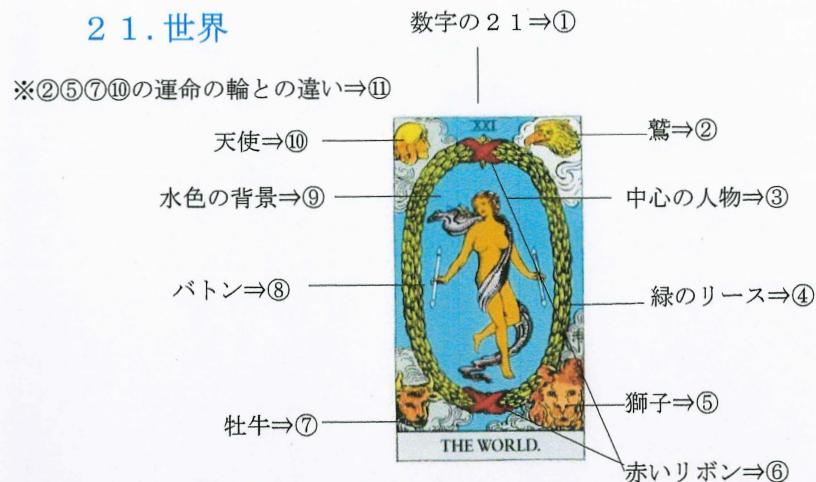 ２１.世界
数字の２１⇒①
※②⑤⑦⑩の運命の輪との違い⇒⑪
XXI
天使⇒⑩
鷲⇒②
水色の背景⇒⑨
中心の人物⇒③
バトン⇒⑧
緑のリース⇒④
牡牛⇒⑦
獅子⇒⑤
THE WORLD.
赤いリボン⇒⑥